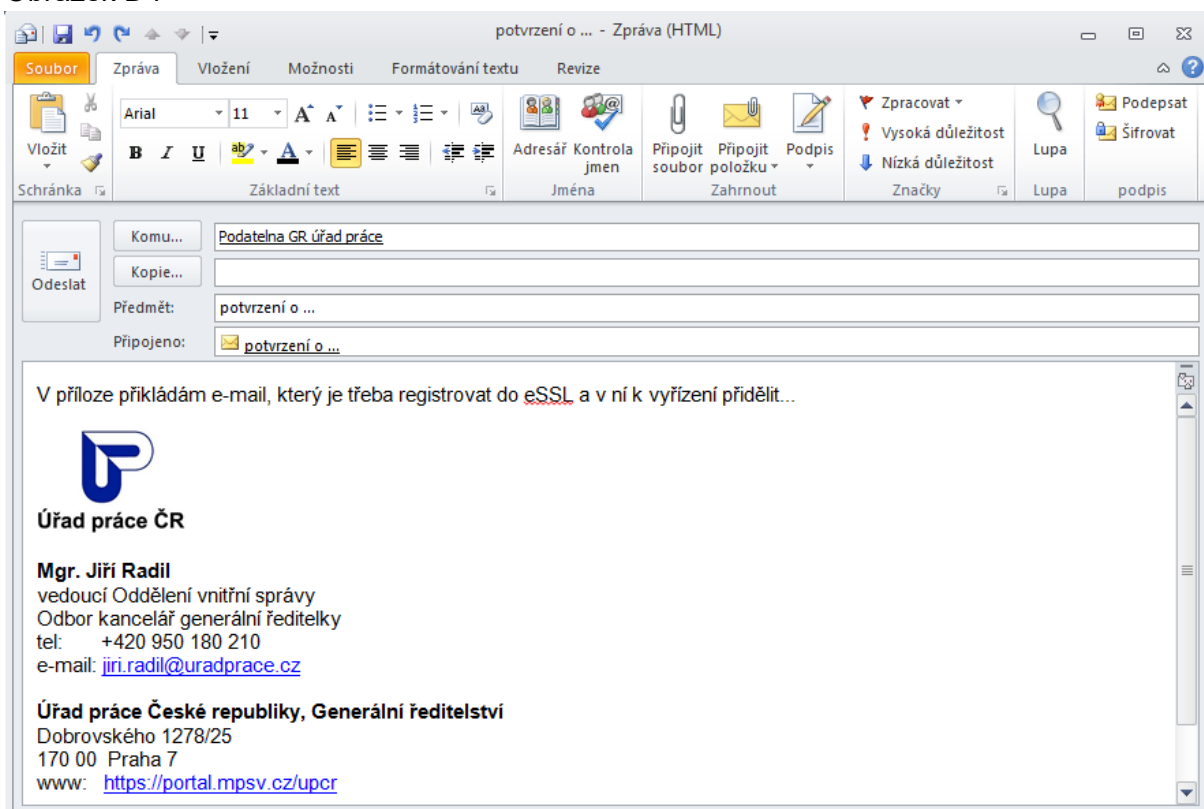 potvrzení o ... - Zpráva (HTML)
Soubor Zpráva Vložení Možnosti Formátování textu Revize
Vložit
Schránka
Arial 11
B I U
Základní text
Adresář Kontrola jmen
Jména
Připojit soubor Připojit položku Podpis
Zahrnout
Zpracovat
Vysoká důležitost
Nízká důležitost
Značky
Lupa
Lupa
Podepsat
Šifrovat
podpis
Odeslat
Komu... Podatelna GR úřad práce
Kopie...
Předmět: potvrzení o ...
Připojeno: potvrzení o ...
V příloze přikládám e-mail, který je třeba registrovat do eSSL a v ní k vyřízení přidělit...
Úřad práce ČR
Mgr. Jiří Radil
vedoucí Oddělení vnitřní správy
Odbor kancelář generální ředitelky
tel: +420 950 180 210
e-mail: jiri.radil@uradprace.cz
Úřad práce České republiky, Generální ředitelství
Dobrovského 1278/25
170 00 Praha 7
www: https://portal.mpsv.cz/upcr